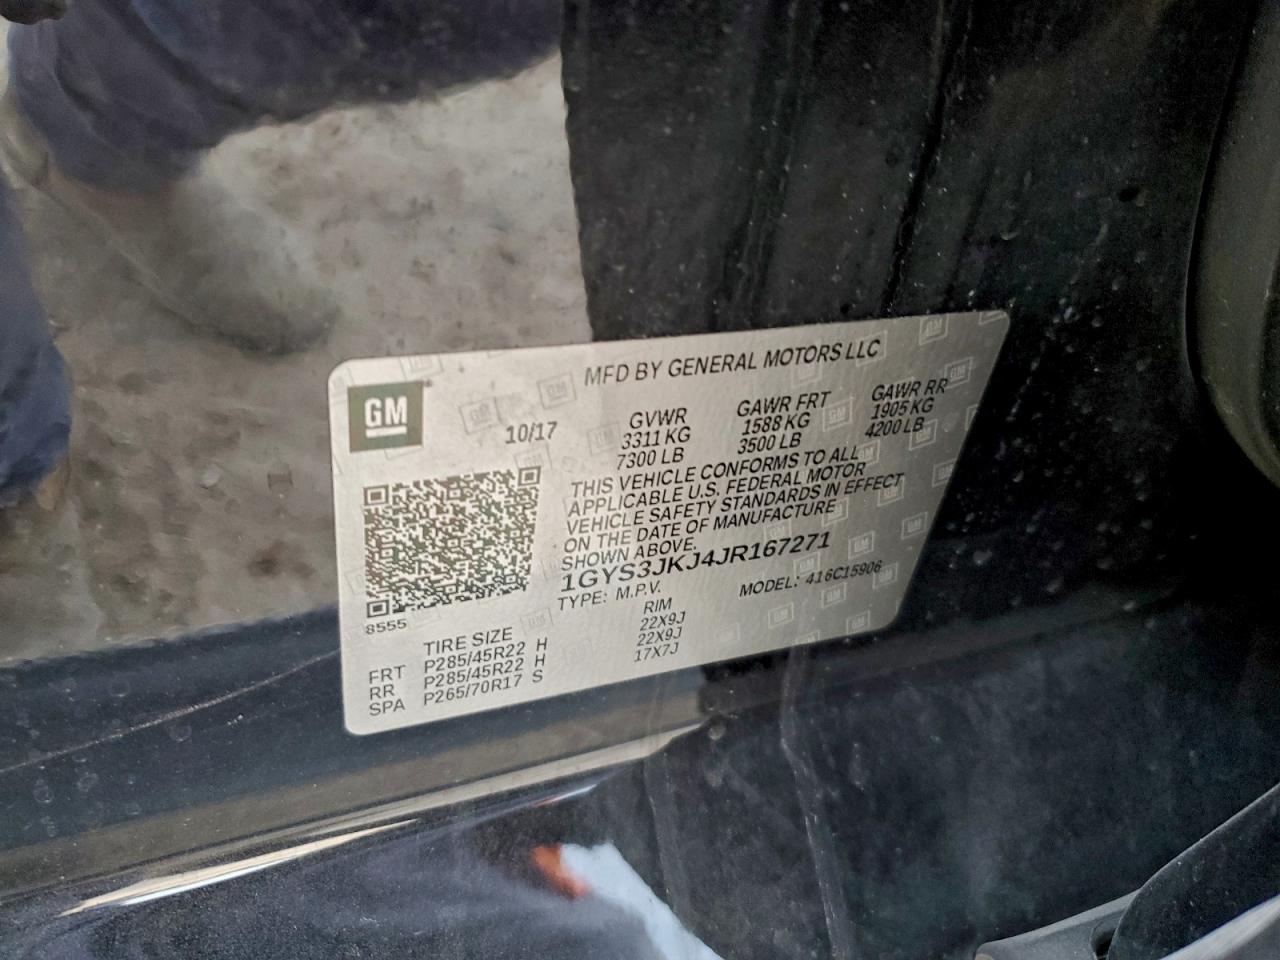 MFD BY GENERAL MOTORS LLC
GM
10/17
GVWR GAWR FRT GAWR RR
3311 KG 1588 KG 1905 KG
7300 LB 3500 LB 4200 LB
THIS VEHICLE CONFORMS TO ALL
APPLICABLE U.S. FEDERAL MOTOR
VEHICLE SAFETY STANDARDS IN EFFECT
ON THE DATE OF MANUFACTURE
SHOWN ABOVE.
1GYS3JKJ4JR167271
TYPE: M.P.V. MODEL: 416C15906
8555
TIRE SIZE RIM
FRT P285/45R22 H 22X9J
RR P285/45R22 H 22X9J
SPA P265/70R17 S 17X7J